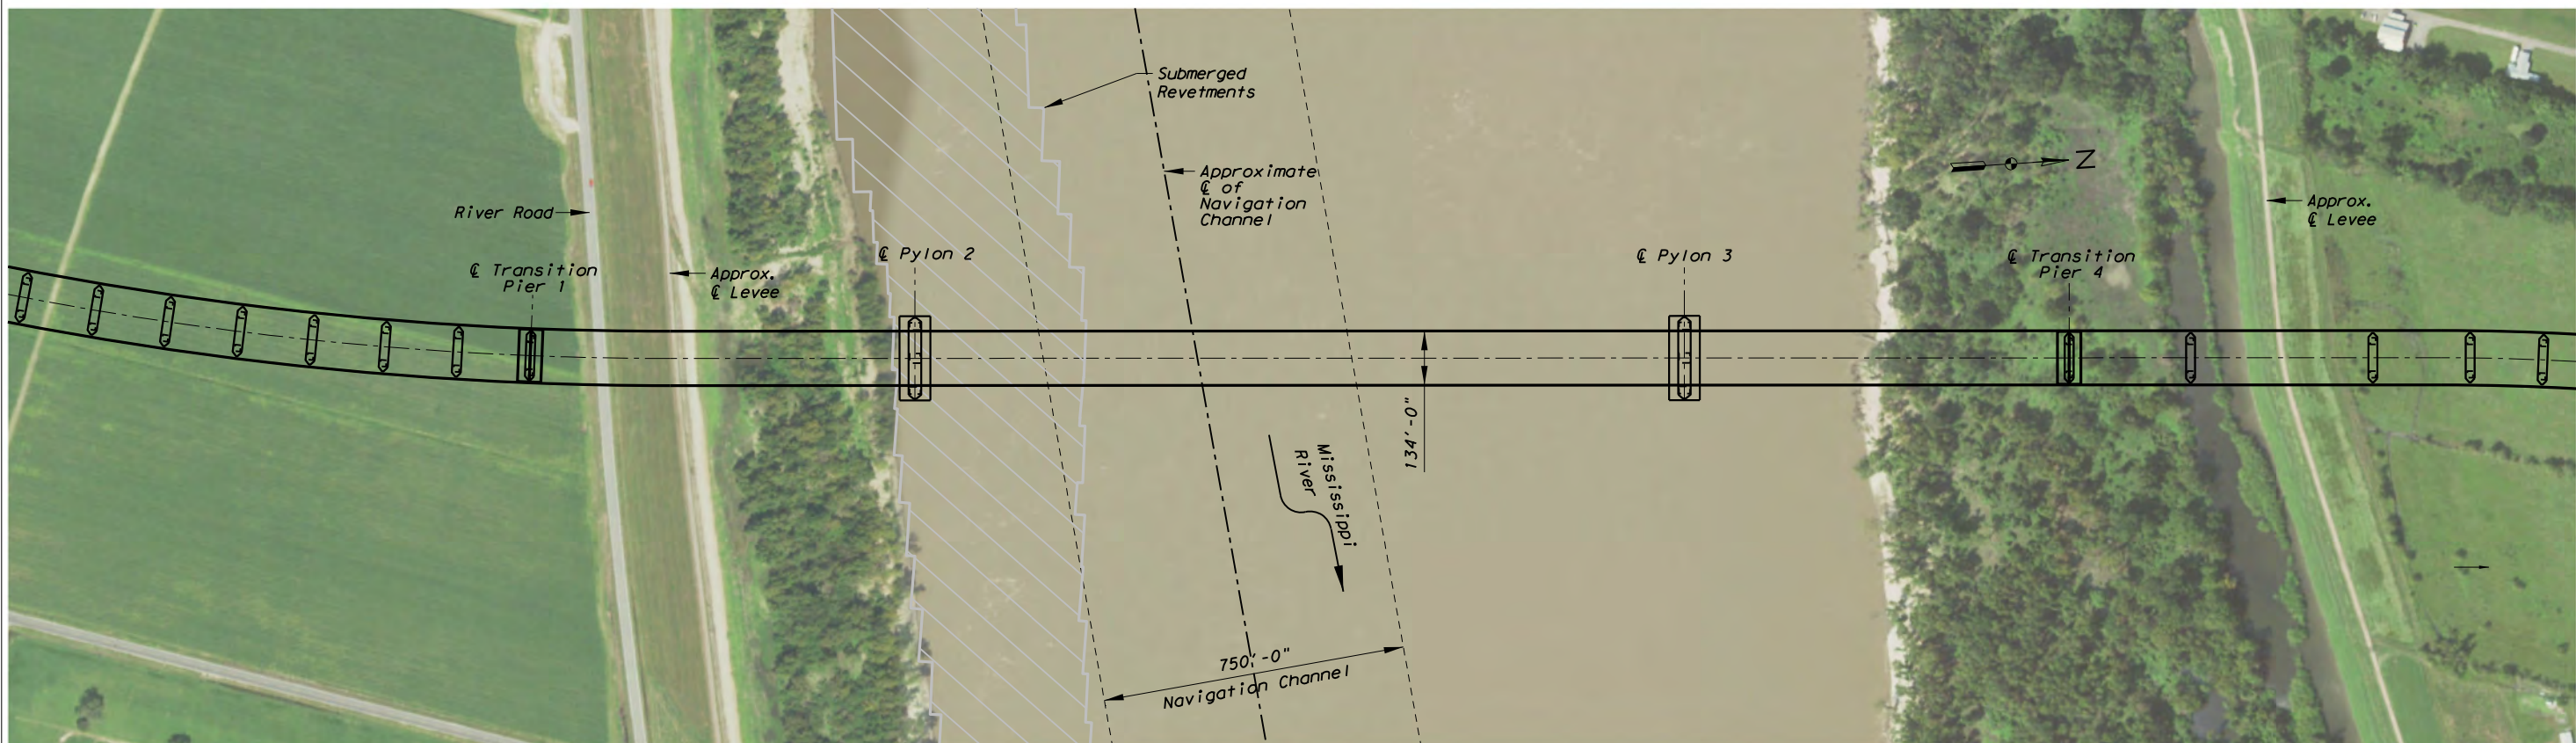 Submerged
Revetments
Approximate
℄ of
Navigation
Channel
River Road
℄ Transition
Pier 1
Approx.
℄ Levee
℄ Pylon 2
℄ Pylon 3
Z
℄ Transition
Pier 4
Approx.
℄ Levee
134'-0"
Mississippi
River
750'-0"
Navigation Channel